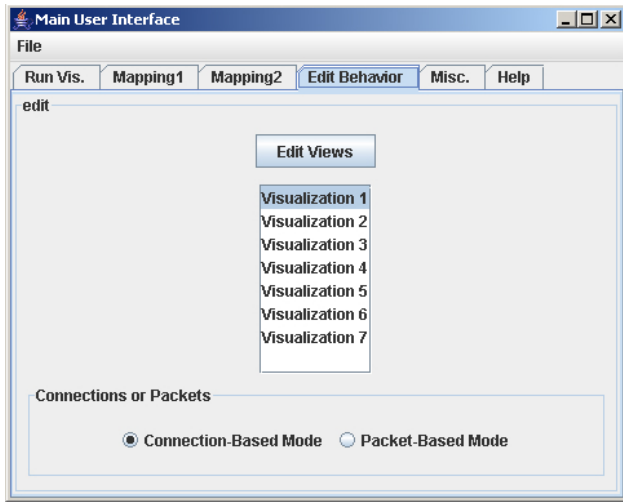 Main User Interface
File
Run Vis. Mapping1 Mapping2 Edit Behavior Misc. Help
edit
Edit Views
Visualization 1
Visualization 2
Visualization 3
Visualization 4
Visualization 5
Visualization 6
Visualization 7
Connections or Packets
Connection-Based Mode Packet-Based Mode